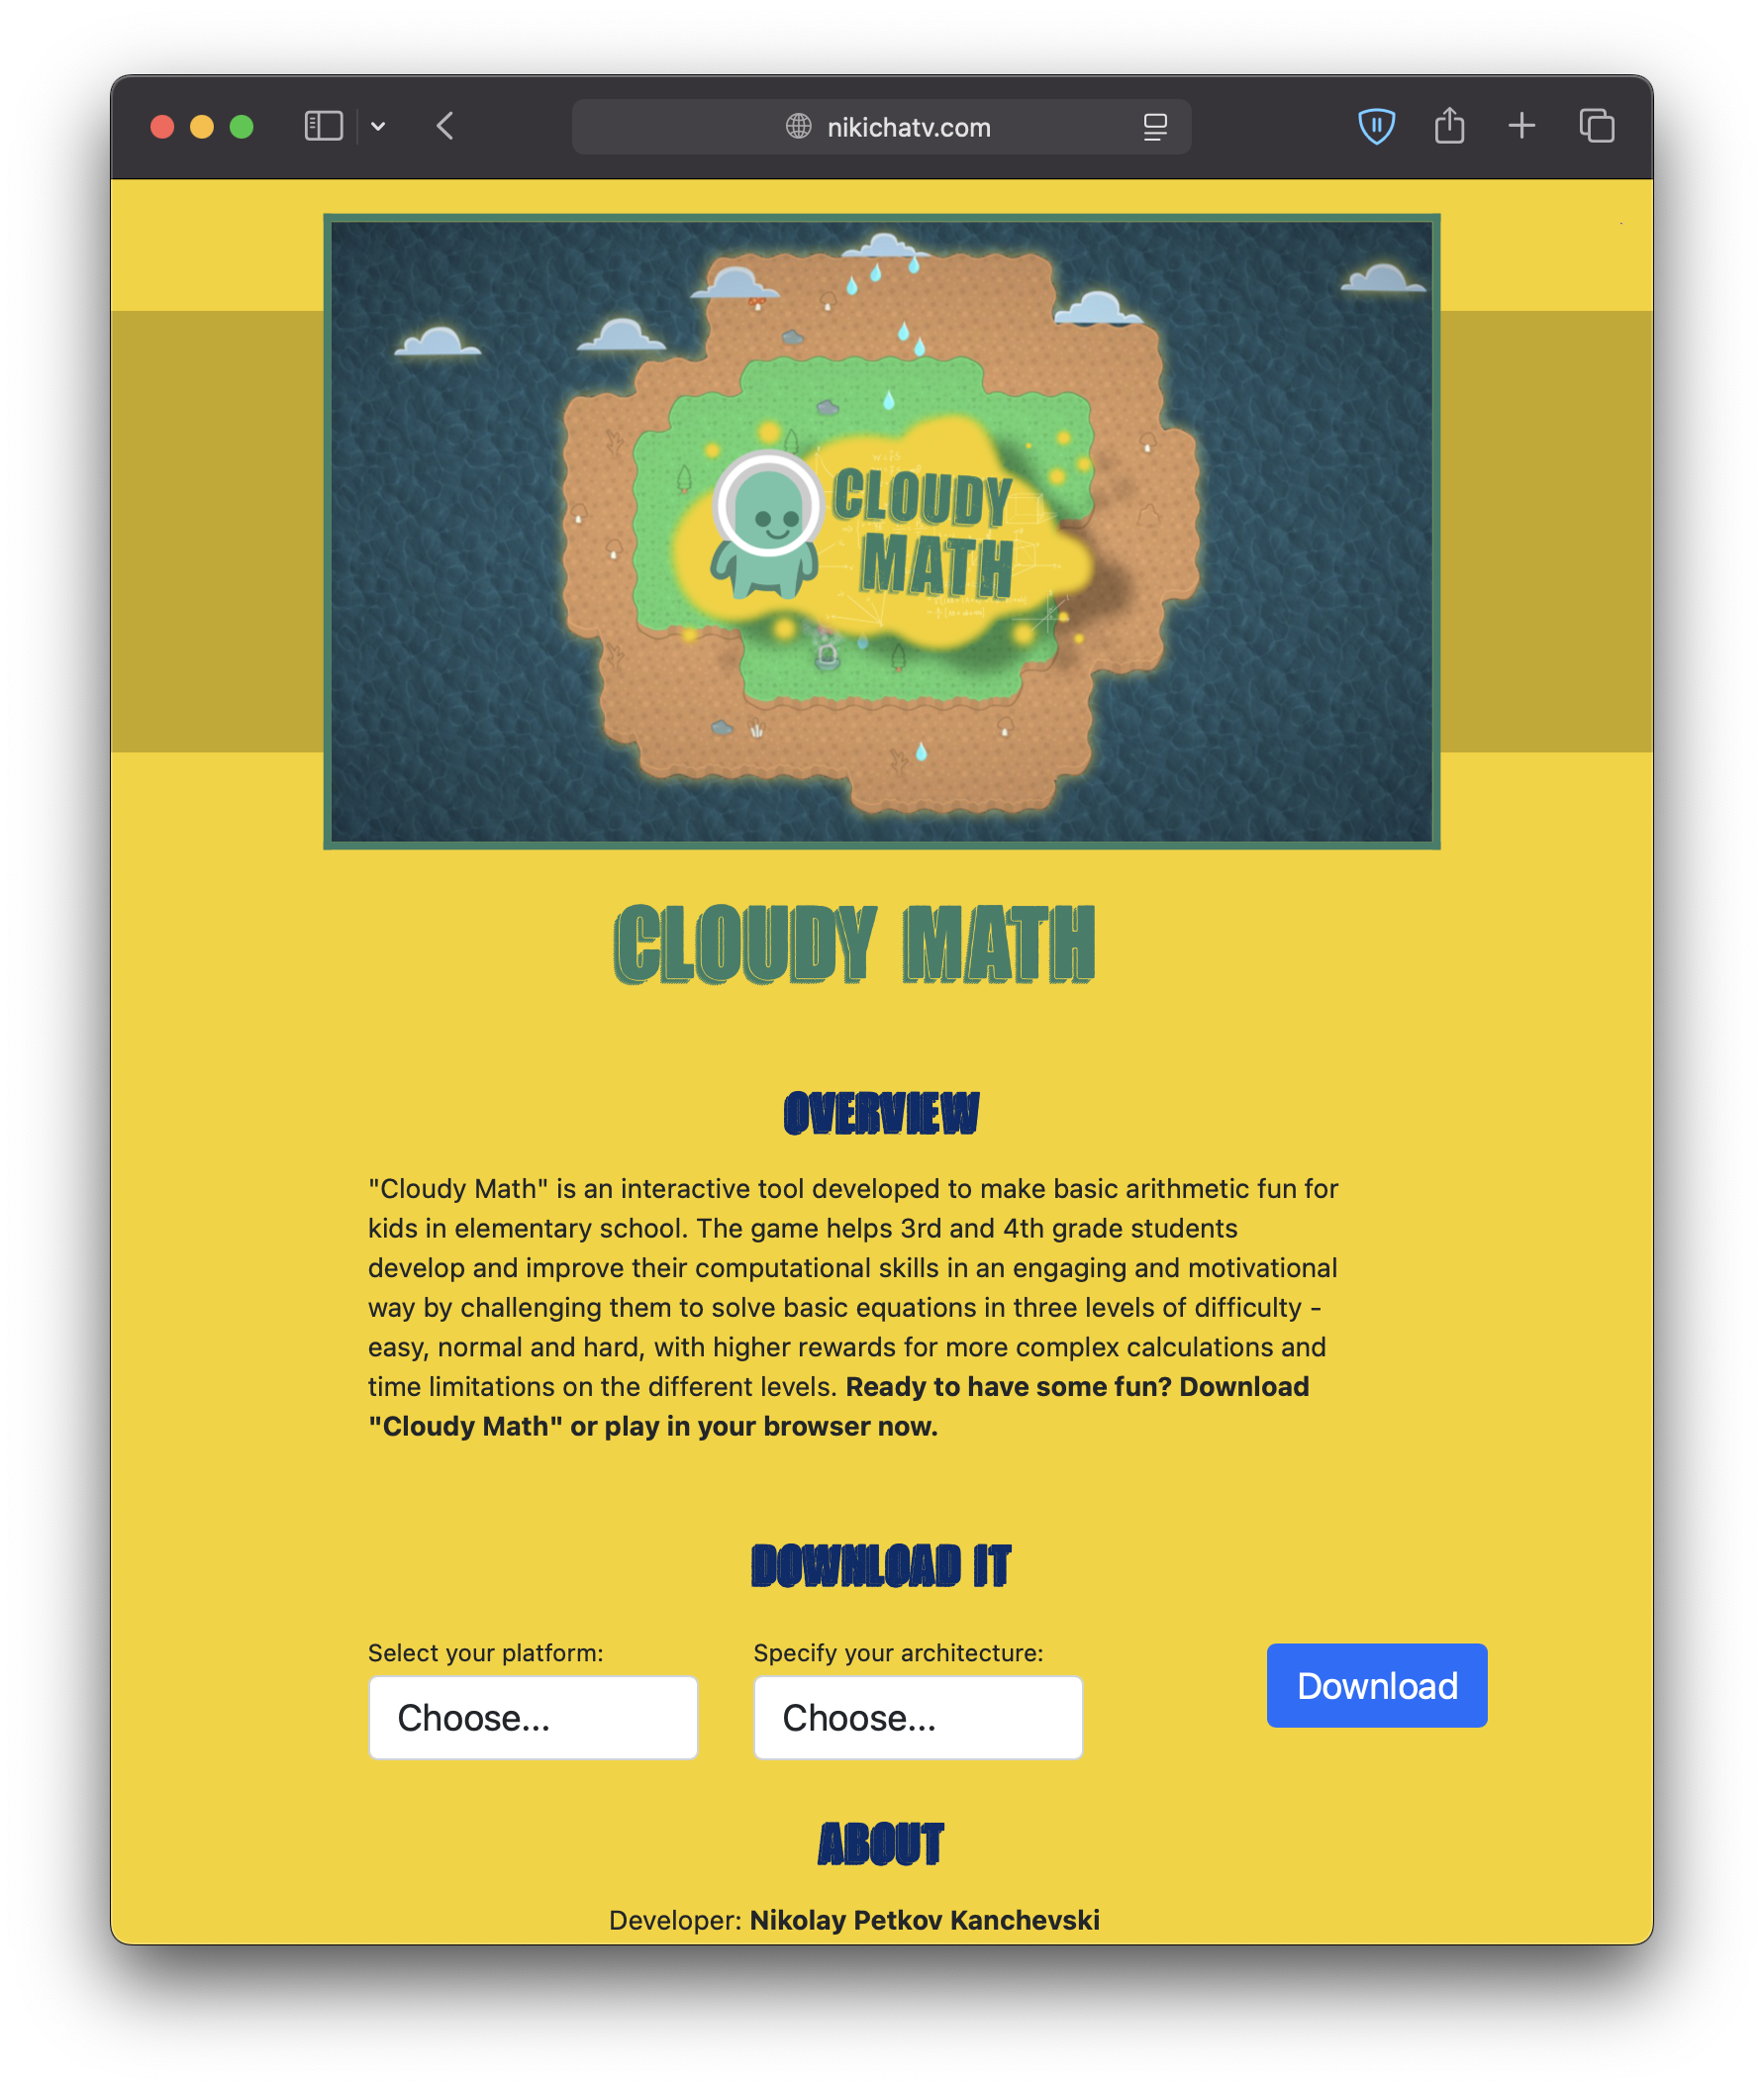 nikichatv.com
CLOUDY
MATH
CLOUDY MATH
OVERVIEW
"Cloudy Math" is an interactive tool developed to make basic arithmetic fun for
kids in elementary school. The game helps 3rd and 4th grade students
develop and improve their computational skills in an engaging and motivational
way by challenging them to solve basic equations in three levels of difficulty -
easy, normal and hard, with higher rewards for more complex calculations and
time limitations on the different levels. Ready to have some fun? Download
"Cloudy Math" or play in your browser now.
DOWNLOAD IT
Select your platform:
Specify your architecture:
Choose...
Choose...
Download
ABOUT
Developer: Nikolay Petkov Kanchevski